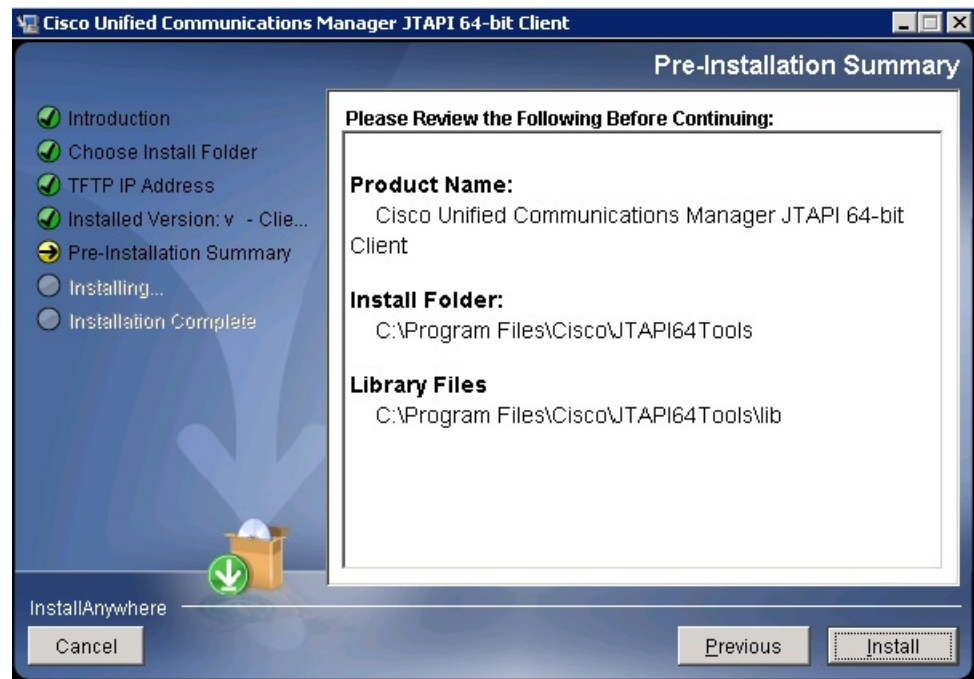 Cisco Unified Communications Manager JTAPI 64-bit Client
Pre-Installation Summary
Introduction
Choose Install Folder
TFTP IP Address
Installed Version: v - Clie...
Pre-Installation Summary
Installing...
Installation Complete
Please Review the Following Before Continuing:
Product Name:
Cisco Unified Communications Manager JTAPI 64-bit
Client
Install Folder:
C:\Program Files\Cisco\JTAPI64Tools
Library Files
C:\Program Files\Cisco\JTAPI64Tools\lib
InstallAnywhere
Cancel
Previous
Install